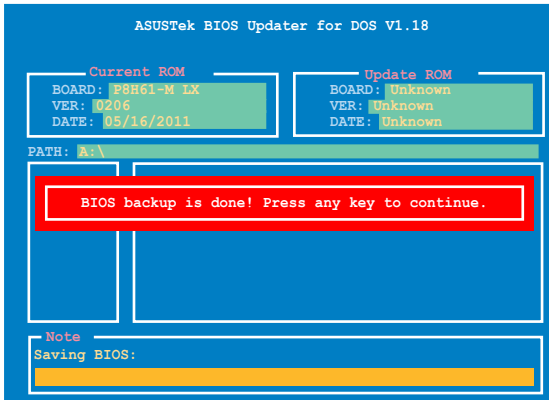 ASUSTek BIOS Updater for DOS V1.18
Current ROM
BOARD: P8H61-M LX
VER: 0206
DATE: 05/16/2011
Update ROM
BOARD: Unknown
VER: Unknown
DATE: Unknown
PATH: A:\
BIOS backup is done! Press any key to continue.
Note
Saving BIOS: